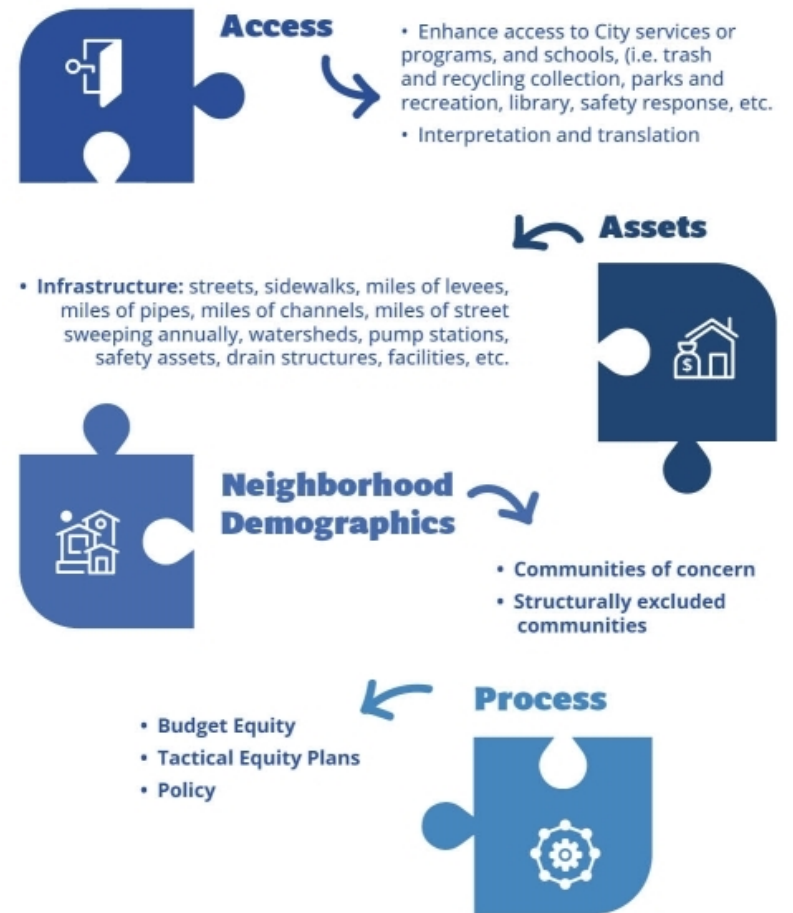 Access
• Enhance access to City services or
programs, and schools, (i.e. trash
and recycling collection, parks and
recreation, library, safety response, etc.
• Interpretation and translation
Assets
• Infrastructure: streets, sidewalks, miles of levees,
miles of pipes, miles of channels, miles of street
sweeping annually, watersheds, pump stations,
safety assets, drain structures, facilities, etc.
$
Neighborhood
Demographics
• Communities of concern
• Structurally excluded
communities
Process
• Budget Equity
• Tactical Equity Plans
• Policy